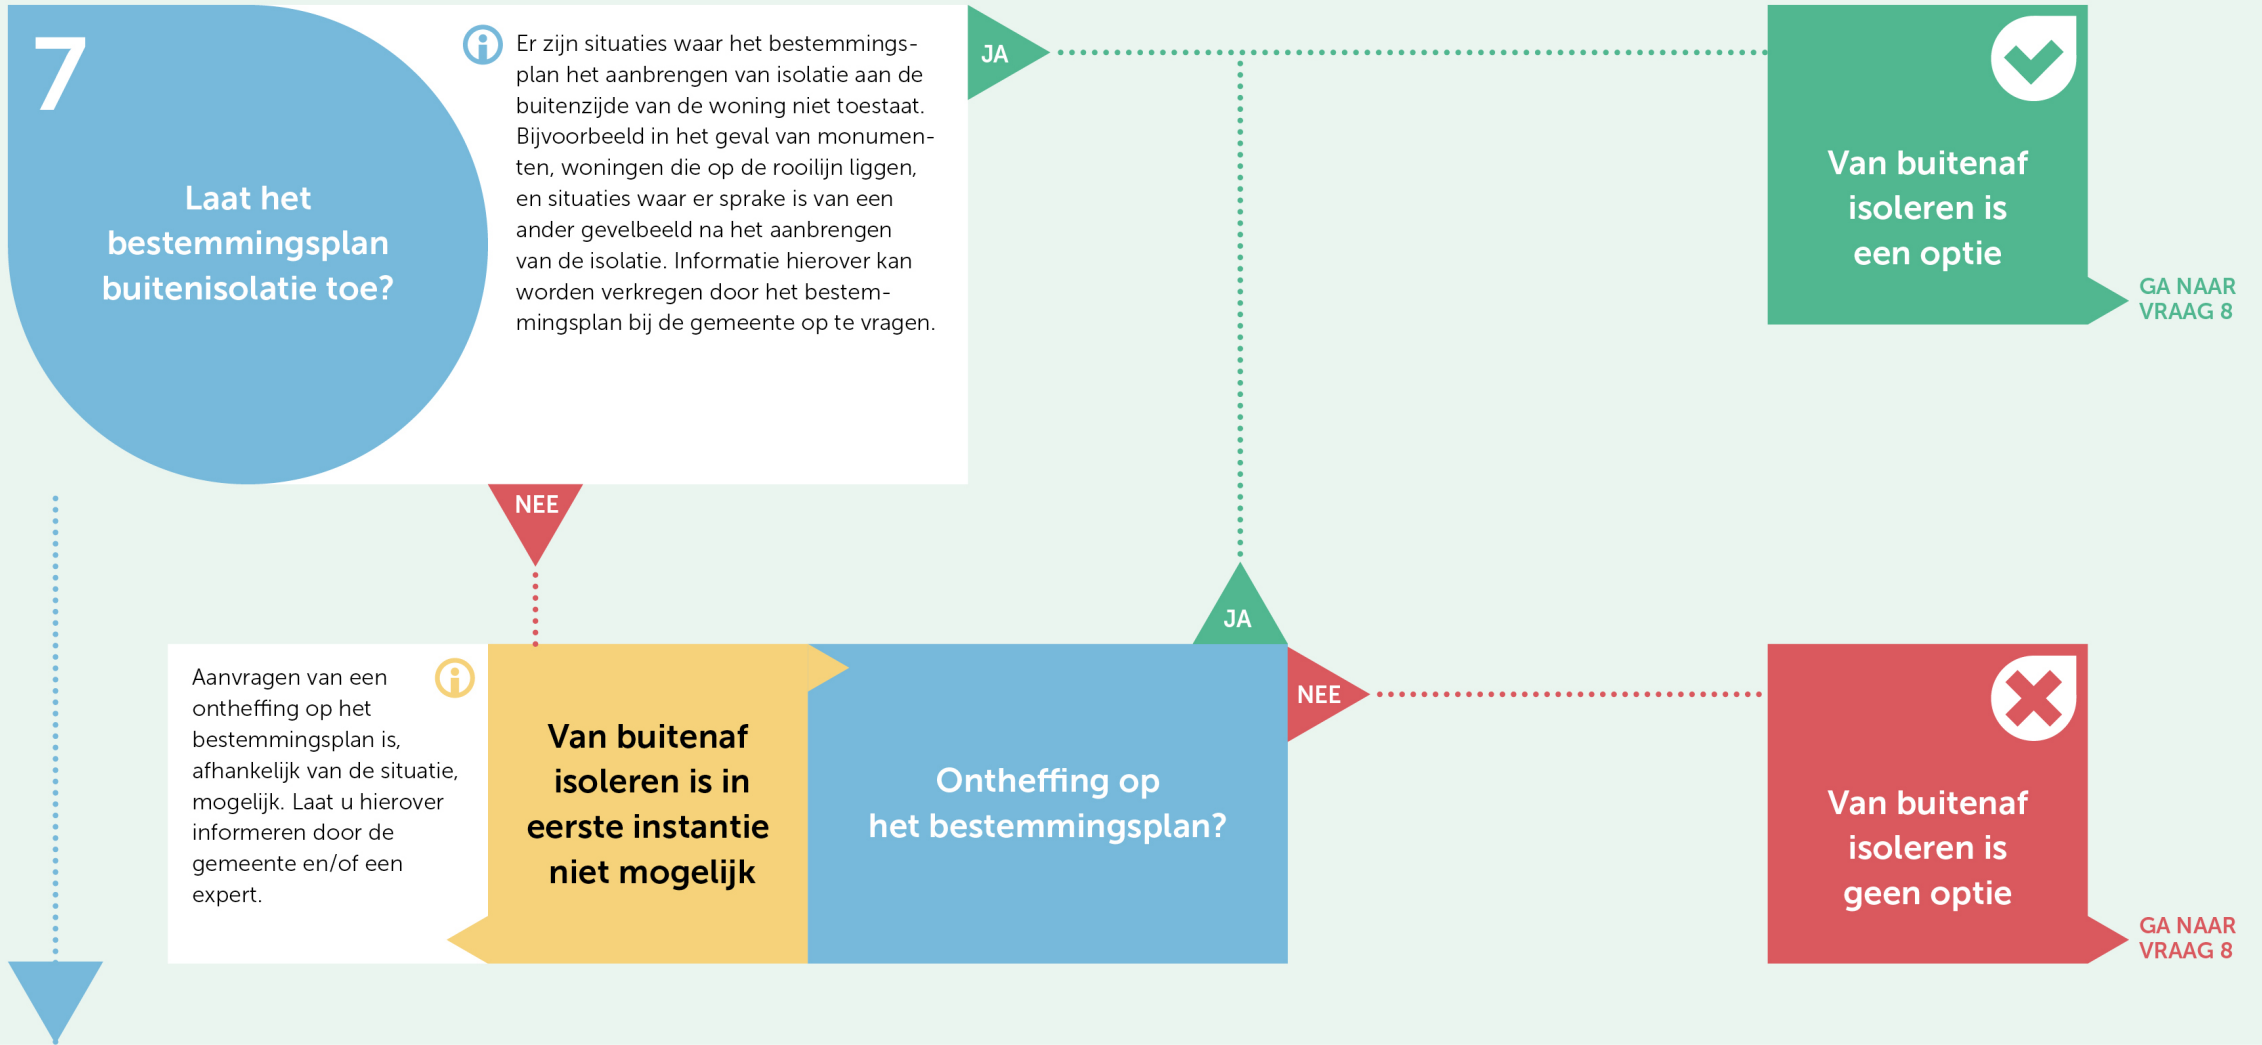 7
Laat het
bestemmingsplan
buitenisolatie toe?
Er zijn situaties waar het bestemmings-
plan het aanbrengen van isolatie aan de
buitenzijde van de woning niet toestaat.
Bijvoorbeeld in het geval van monumen-
ten, woningen die op de rooilijn liggen,
en situaties waar er sprake is van een
ander gevelbeeld na het aanbrengen
van de isolatie. Informatie hierover kan
worden verkregen door het bestem-
mingsplan bij de gemeente op te vragen.
JA
Van buitenaf
isoleren is
een optie
GA NAAR
VRAAG 8
NEE
Aanvragen van een
ontheffing op het
bestemmingsplan is,
afhankelijk van de situatie,
mogelijk. Laat u hierover
informeren door de
gemeente en/of een
expert.
Van buitenaf
isoleren is in
eerste instantie
niet mogelijk
Ontheffing op
het bestemmingsplan?
JA
NEE
Van buitenaf
isoleren is
geen optie
GA NAAR
VRAAG 8